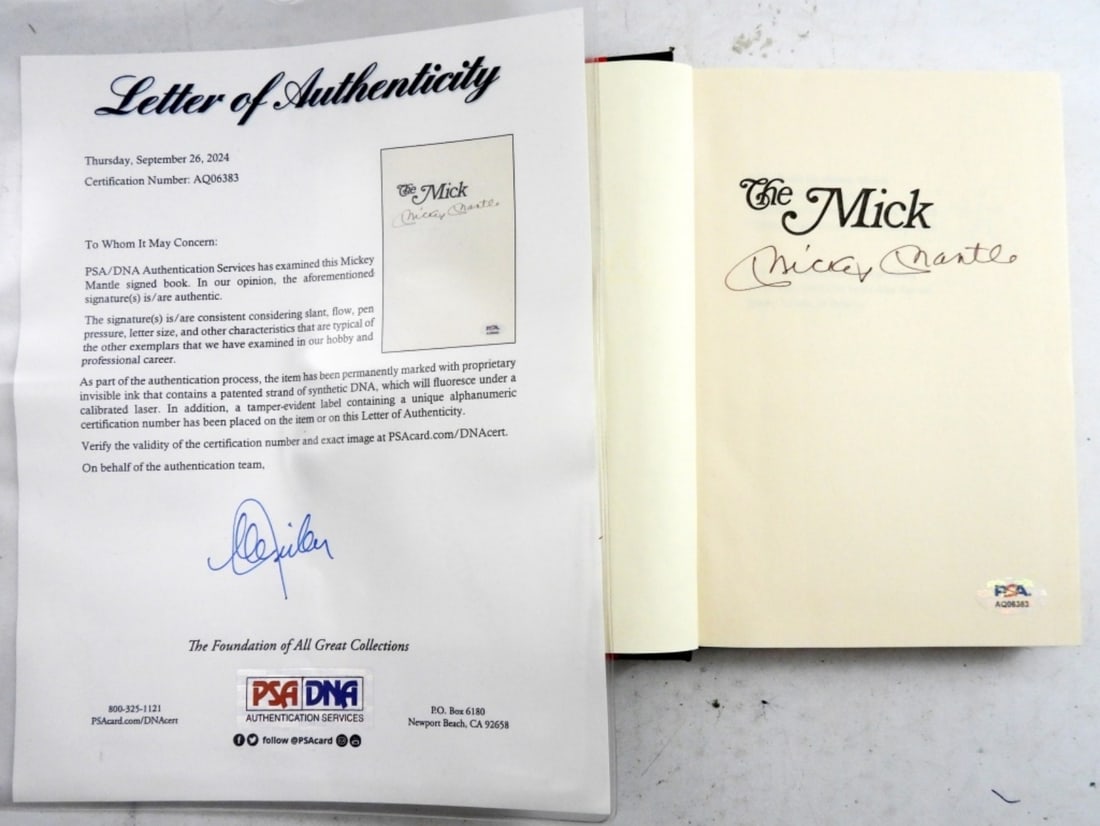 Letter of Authenticity
Thursday, September 26, 2024
Certification Number: AQ06383
To Whom It May Concern:
PSA/DNA Authentication Services has examined this Mickey
Mantle signed book. In our opinion, the aforementioned
signature(s) is/are authentic.
The signature(s) is/are consistent considering slant, flow, pen
pressure, letter size, and other characteristics that are typical of
the other exemplars that we have examined in our hobby and
professional career.
As part of the authentication process, the item has been permanently marked with proprietary
invisible ink that contains a patented strand of synthetic DNA, which will fluoresce under a
calibrated laser. In addition, a tamper-evident label containing a unique alphanumeric
certification number has been placed on the item or on this Letter of Authenticity.
Verify the validity of the certification number and exact image at PSAcard.com/DNAcert.
On behalf of the authentication team,
The Foundation of All Great Collections
800-325-1121
PSAcard.com/DNAcert
PSA DNA
AUTHENTICATION SERVICES
follow @PSAcard
P.O. Box 6180
Newport Beach, CA 92658
The Mick
Mickey Mantle
PSA
The Mick
Mickey Mantle
PSA
AQ06383